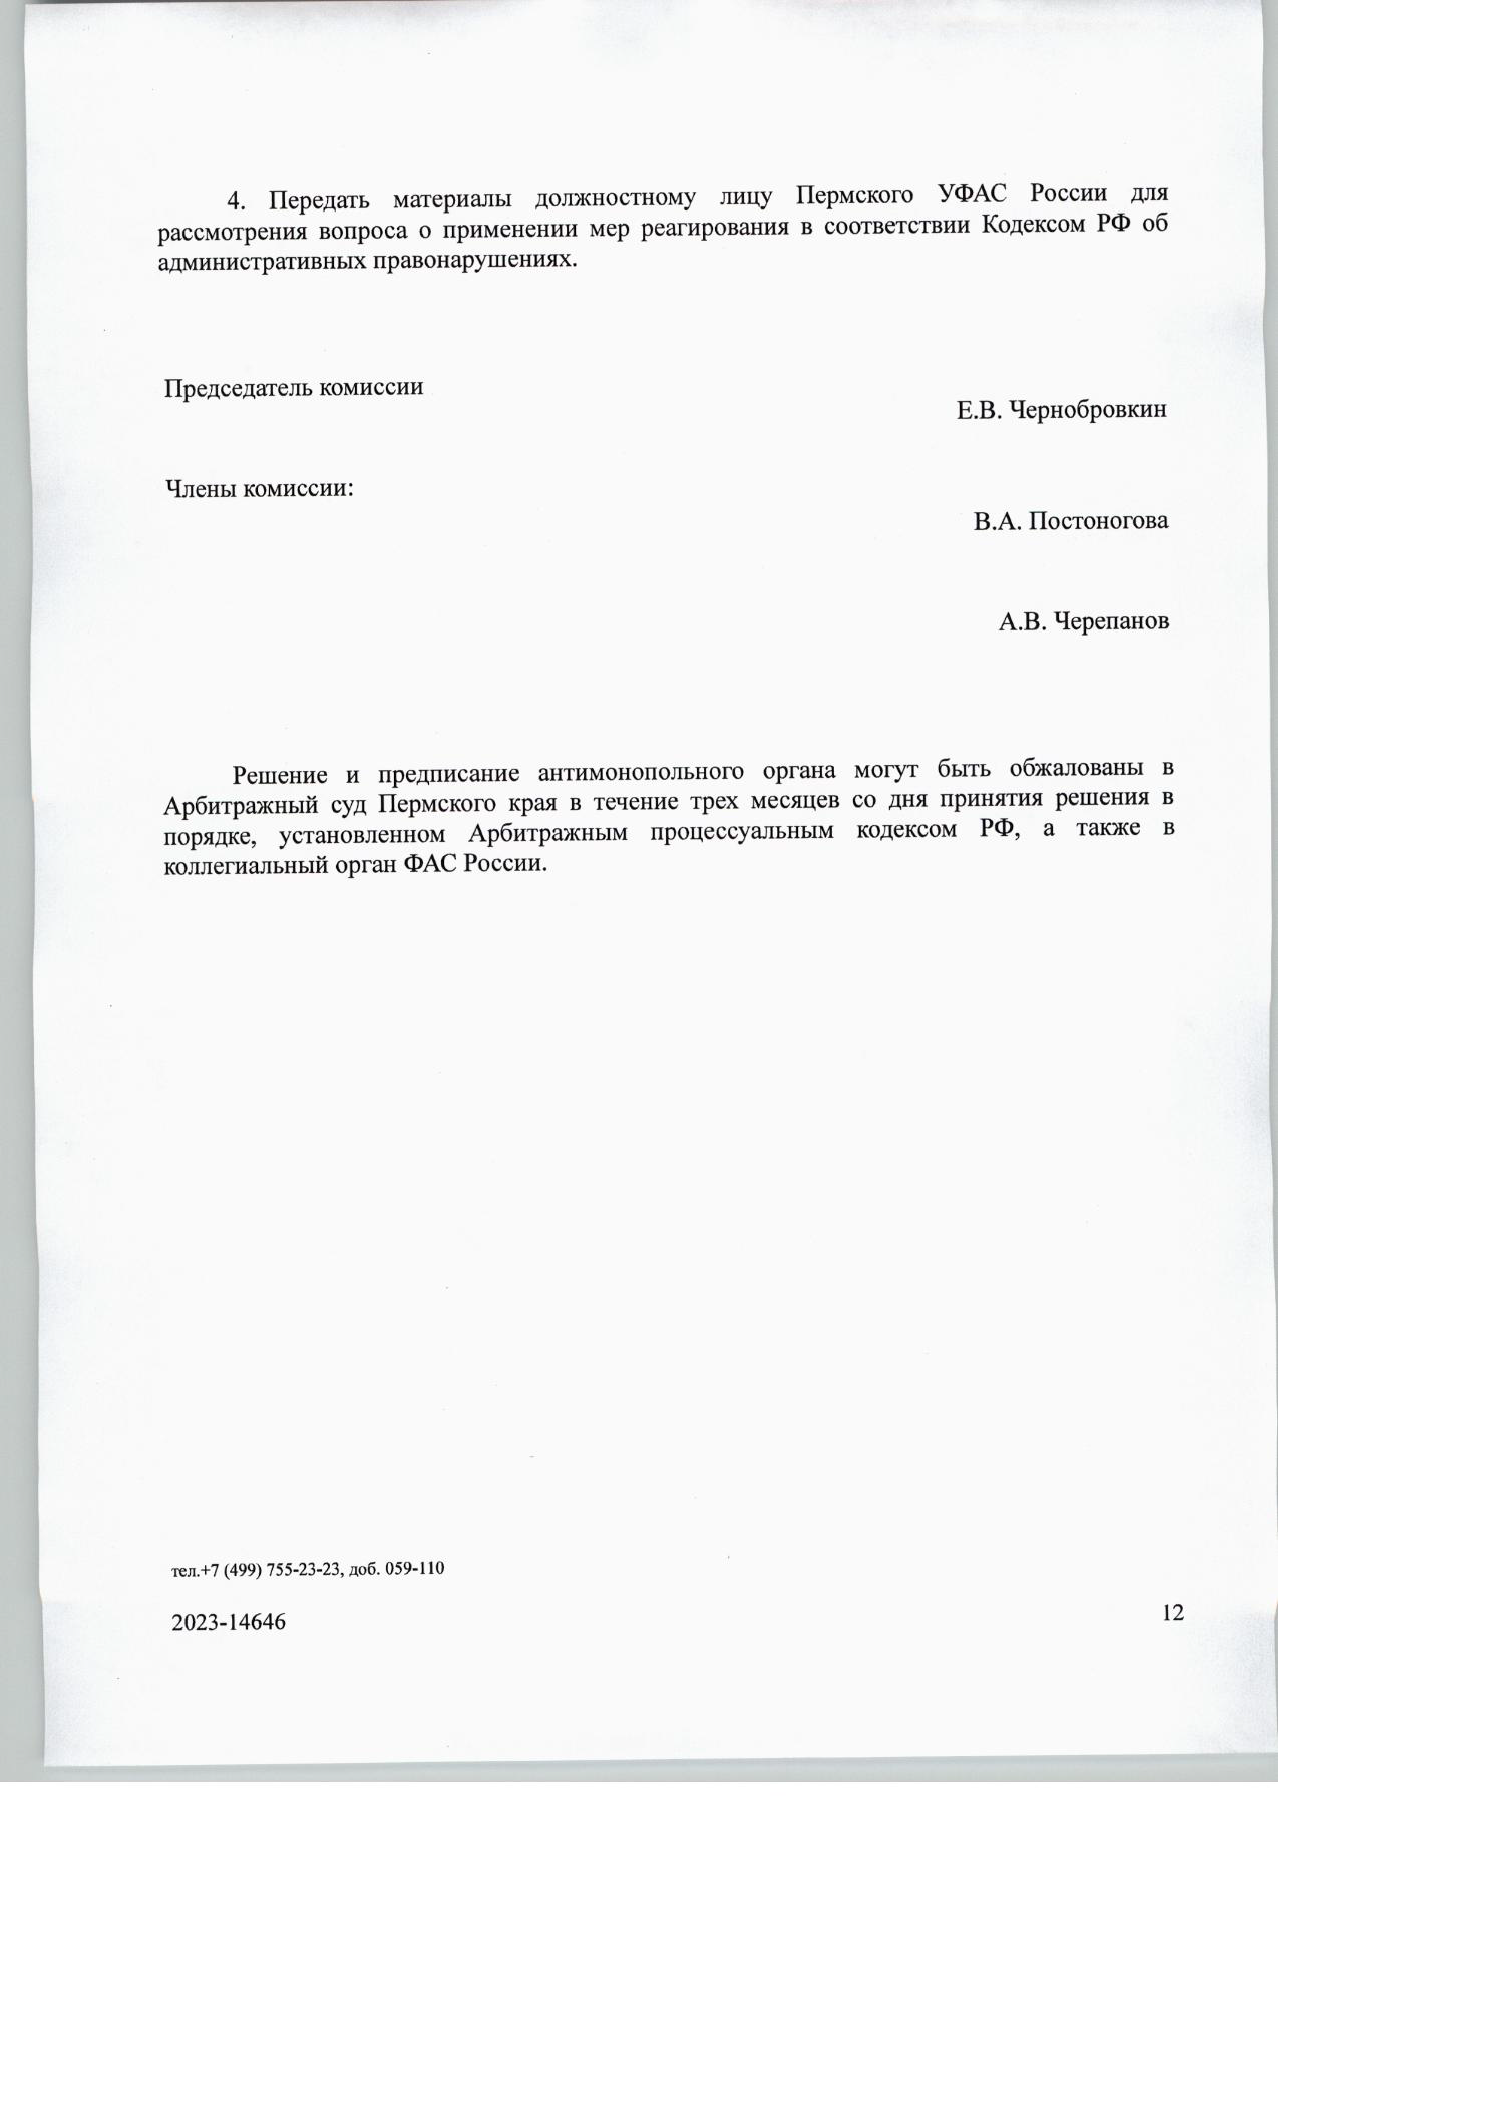 4. Передать материалы должностному лицу Пермского УФАС России для
рассмотрения вопроса о применении мер реагирования в соответствии Кодексом РФ об
административных правонарушениях.
Председатель комиссии
Е.В. Чернобровкин
Члены комиссии:
В.А. Постоногова
А.В. Черепанов
Решение и предписание антимонопольного органа могут быть обжалованы в
Арбитражный суд Пермского края в течение трех месяцев со дня принятия решения в
порядке, установленном Арбитражным процессуальным кодексом РФ, а также в
коллегиальный орган ФАС России.
тел.+7 (499) 755-23-23, доб. 059-110
2023-14646
12